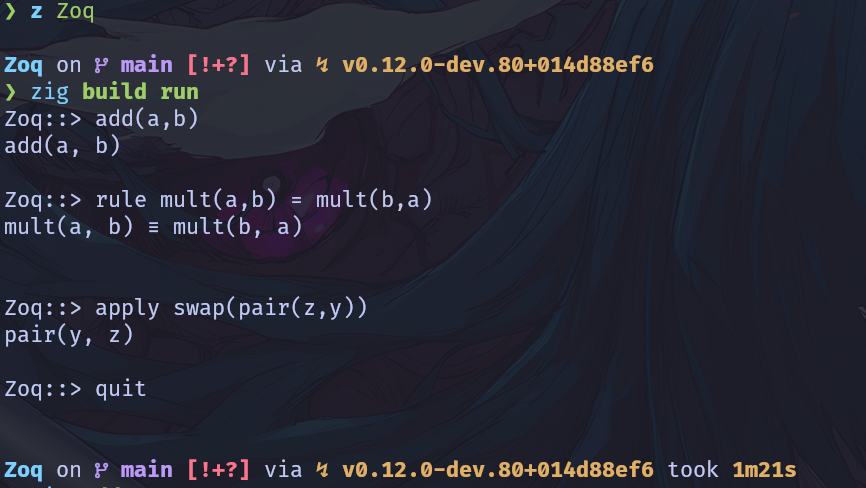 ❯ z Zoq
Zoq on  main [!+?] via ↯ v0.12.0-dev.80+014d88ef6
❯ zig build run
Zoq::> add(a,b)
add(a, b)
Zoq::> rule mult(a,b) = mult(b,a)
mult(a, b) ≡ mult(b, a)
Zoq::> apply swap(pair(z,y))
pair(y, z)
Zoq::> quit
Zoq on  main [!+?] via ↯ v0.12.0-dev.80+014d88ef6 took 1m21s